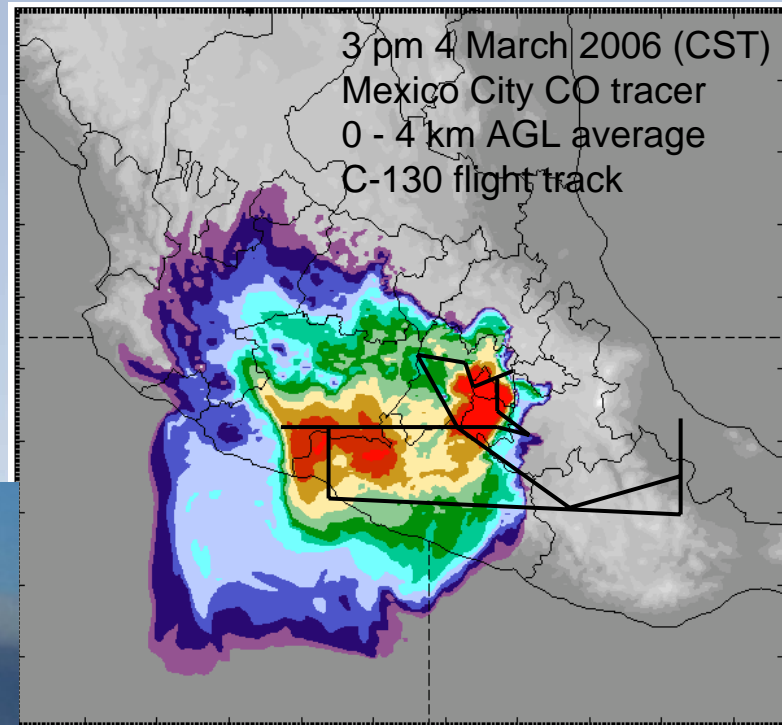 3 pm 4 March 2006 (CST)
Mexico City CO tracer
0 - 4 km AGL average
C-130 flight track